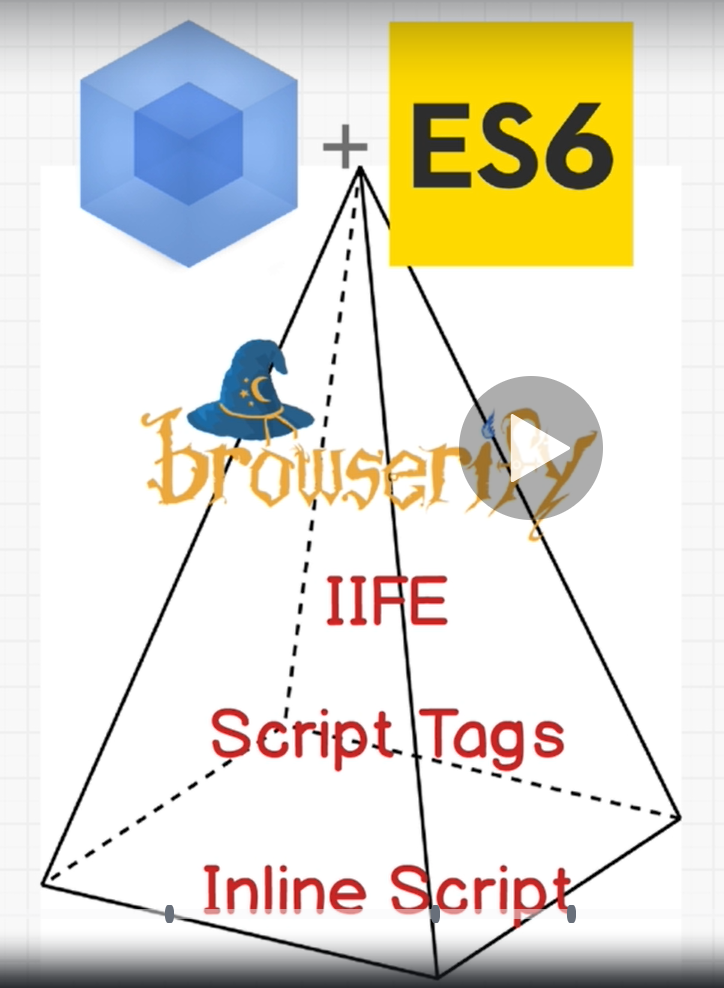 ES6
browserify
IIFE
Script Tags
Inline Script